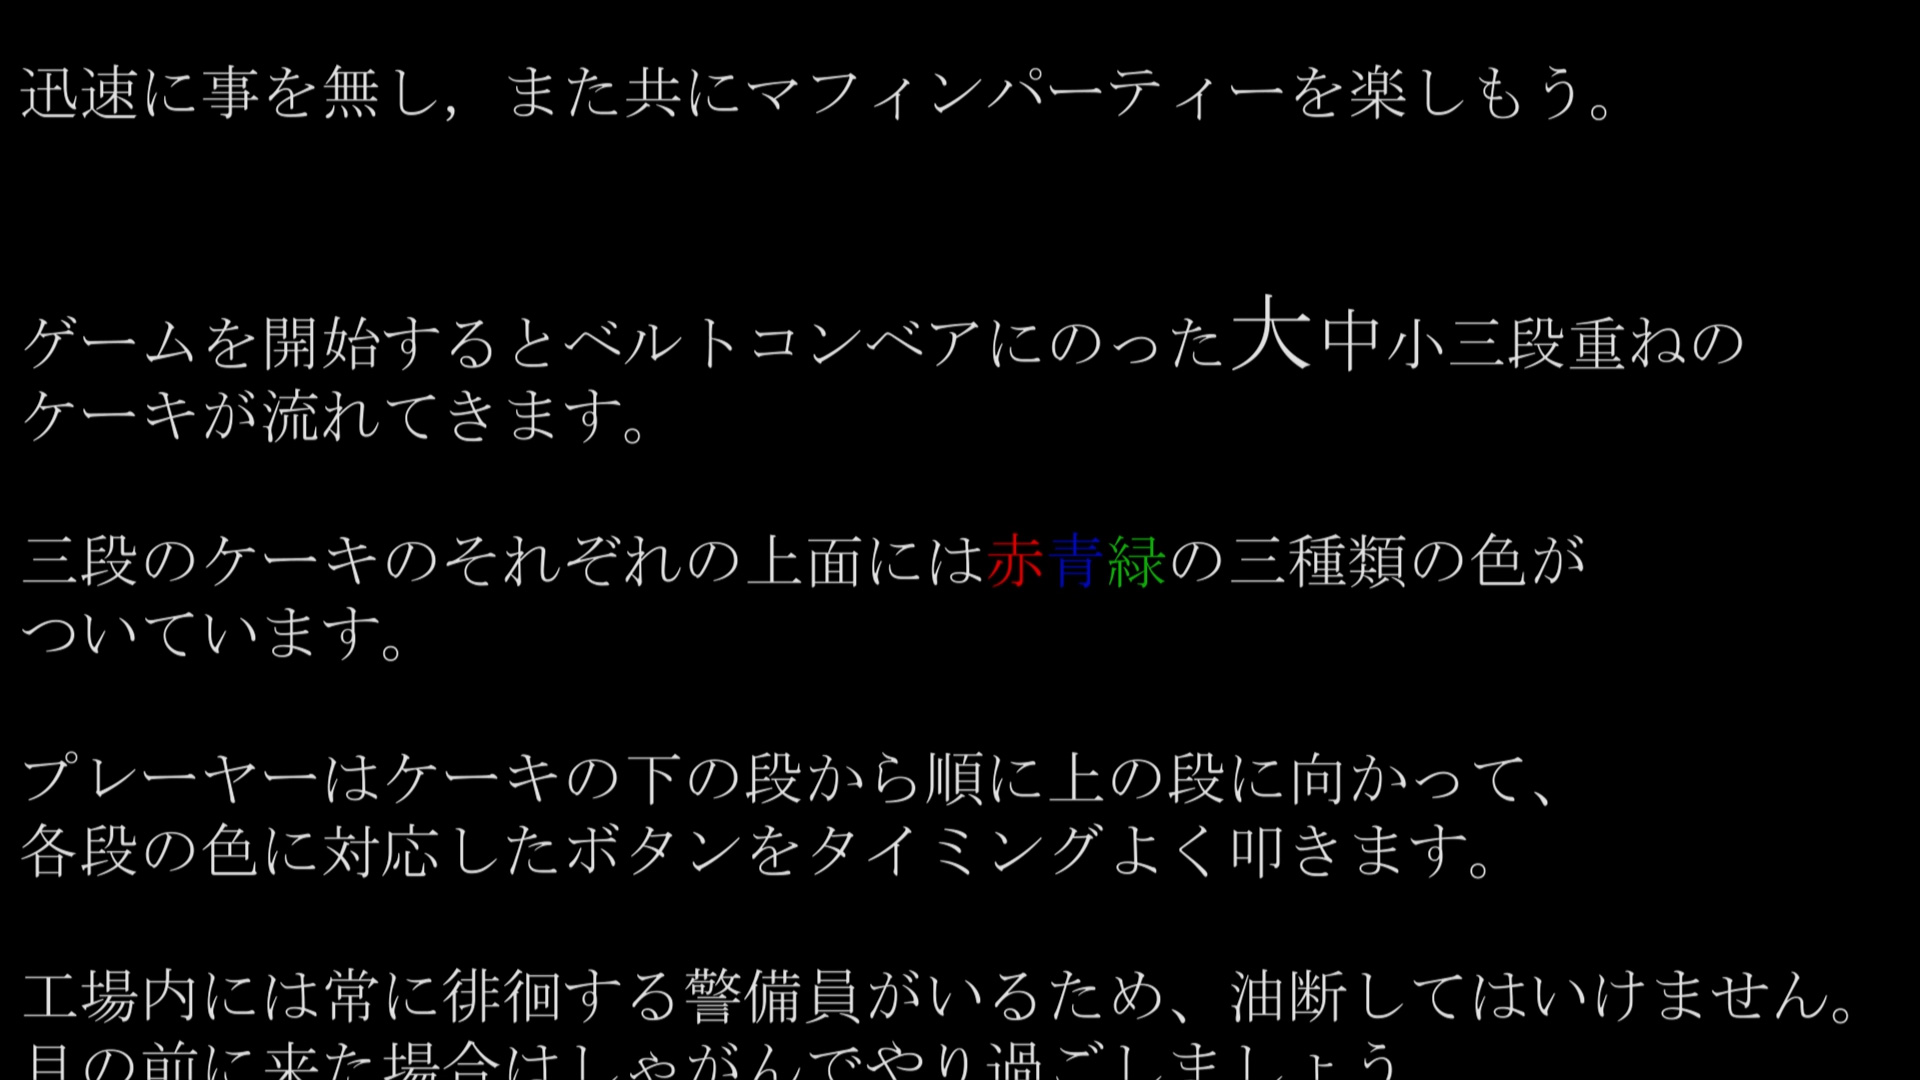 迅速に事を無し，また共にマフィンパーティーを楽しもう。
ゲームを開始するとベルトコンベアにのった大中小三段重ねの
ケーキが流れてきます。
三段のケーキのそれぞれの上面には赤青緑の三種類の色が
ついています。
プレーヤーはケーキの下の段から順に上の段に向かって、
各段の色に対応したボタンをタイミングよく叩きます。
工場内には常に徘徊する警備員がいるため、油断してはいけません。
目の前に来た場合はしゃがんでやり過ごしましょう